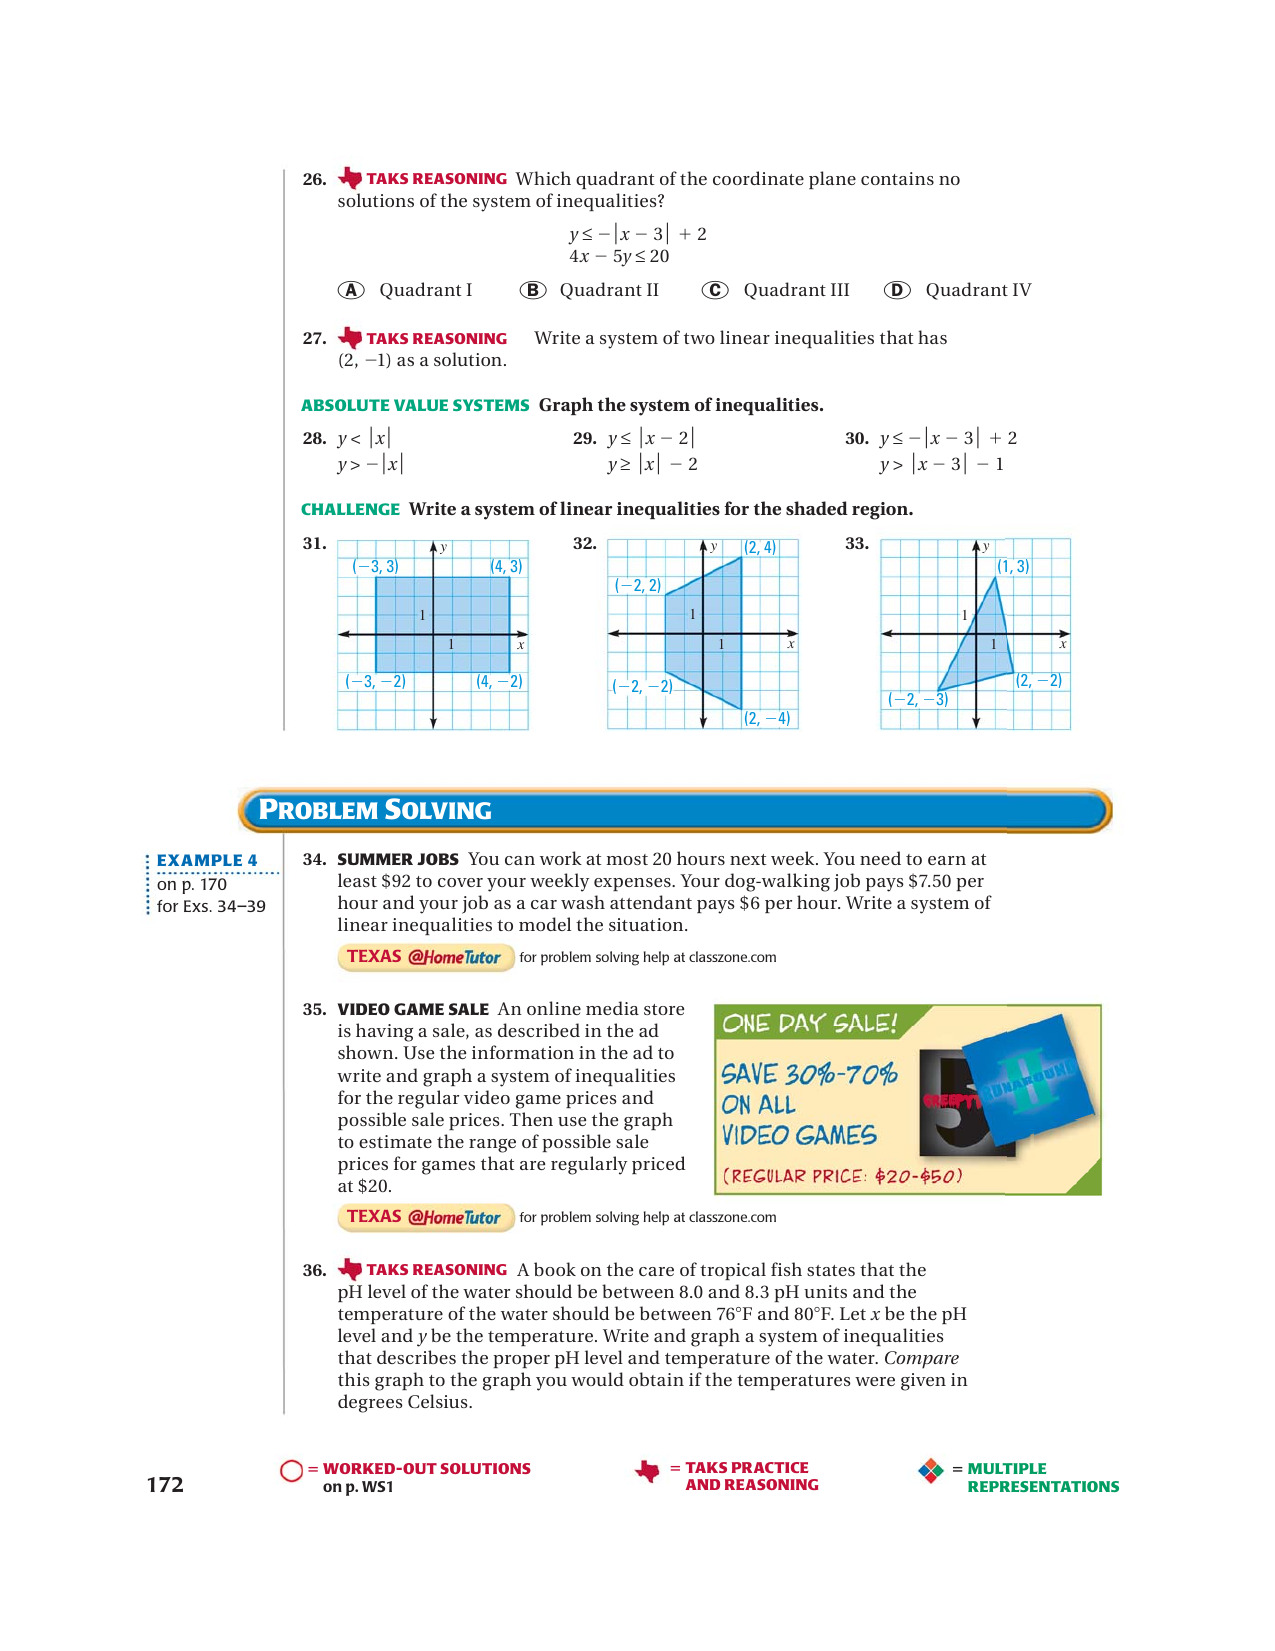 26. TAKS REASONING Which quadrant of the coordinate plane contains no
solutions of the system of inequalities?
y ≤ −|x − 3| + 2
4x − 5y ≤ 20
A Quadrant I B Quadrant II C Quadrant III D Quadrant IV
27. TAKS REASONING Write a system of two linear inequalities that has
(2, −1) as a solution.
ABSOLUTE VALUE SYSTEMS Graph the system of inequalities.
28. y < |x| 29. y ≤ |x − 2| 30. y ≤ −|x − 3| + 2
y > −|x| y ≥ |x| − 2 y > |x − 3| − 1
CHALLENGE Write a system of linear inequalities for the shaded region.
31.
y
(−3, 3) (4, 3)
1
1 x
(−3, −2) (4, −2)
32.
y (2, 4)
(−2, 2)
1
1 x
(−2, −2)
(2, −4)
33.
y
(1, 3)
1
1 x
(2, −2)
(−2, −3)
PROBLEM SOLVING
EXAMPLE 4
on p. 170
for Exs. 34–39
34. SUMMER JOBS You can work at most 20 hours next week. You need to earn at
least $92 to cover your weekly expenses. Your dog-walking job pays $7.50 per
hour and your job as a car wash attendant pays $6 per hour. Write a system of
linear inequalities to model the situation.
TEXAS @HomeTutor for problem solving help at classzone.com
35. VIDEO GAME SALE An online media store
is having a sale, as described in the ad
shown. Use the information in the ad to
write and graph a system of inequalities
for the regular video game prices and
possible sale prices. Then use the graph
to estimate the range of possible sale
prices for games that are regularly priced
at $20.
ONE DAY SALE!
SAVE 30%-70%
ON ALL
VIDEO GAMES
(REGULAR PRICE: $20-$50)
5
CREEPY
II
RUNAROUND
TEXAS @HomeTutor for problem solving help at classzone.com
36. TAKS REASONING A book on the care of tropical fish states that the
pH level of the water should be between 8.0 and 8.3 pH units and the
temperature of the water should be between 76°F and 80°F. Let x be the pH
level and y be the temperature. Write and graph a system of inequalities
that describes the proper pH level and temperature of the water. Compare
this graph to the graph you would obtain if the temperatures were given in
degrees Celsius.
172
= WORKED-OUT SOLUTIONS
on p. WS1
= TAKS PRACTICE
AND REASONING
= MULTIPLE
REPRESENTATIONS